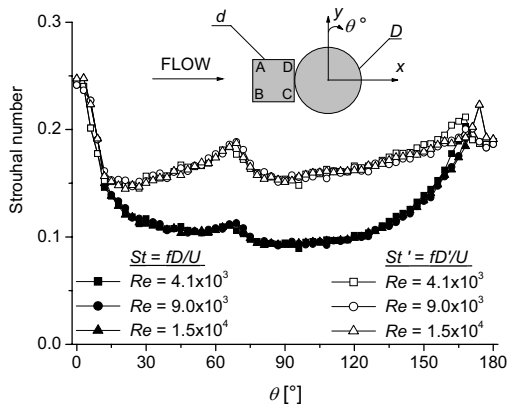 0.3
0.2
0.1
0.0
Strouhal number
FLOW
d
A D
B C
y
θ°
D
x
St = fD/U
Re = 4.1x10³
Re = 9.0x10³
Re = 1.5x10⁴
St ' = fD'/U
Re = 4.1x10³
Re = 9.0x10³
Re = 1.5x10⁴
0 30 60 90 120 150 180
θ [°]